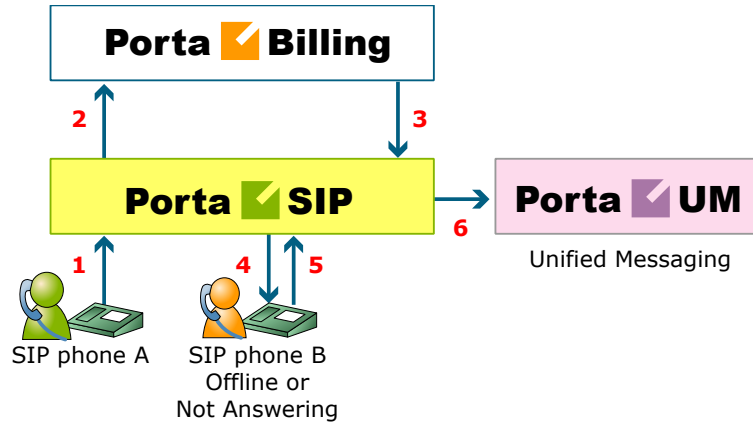 Porta Billing
2
3
Porta SIP
Porta UM
6
1
4
5
Unified Messaging
SIP phone A
SIP phone B
Offline or
Not Answering